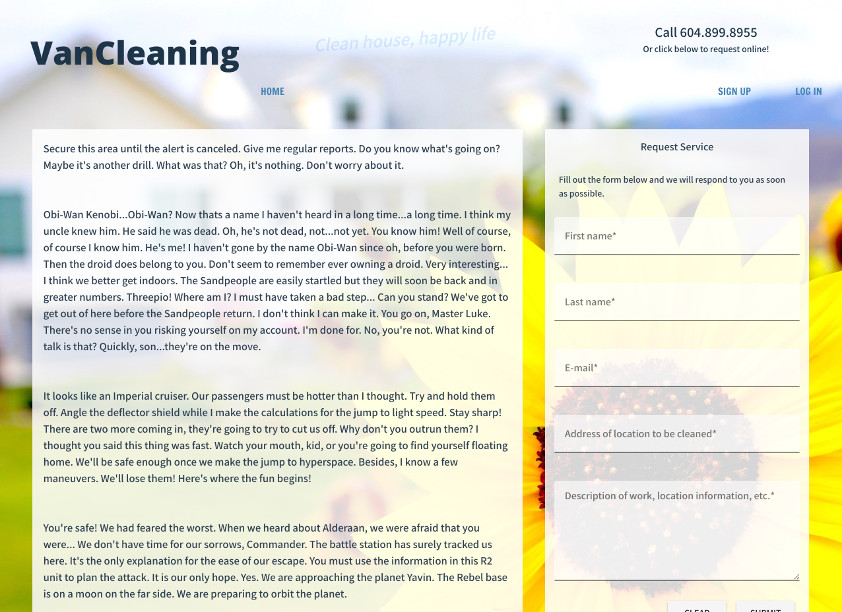 VanCleaning
Clean house, happy life
Call 604.899.8955
Or click below to request online!
HOME
SIGN UP
LOG IN
Secure this area until the alert is canceled. Give me regular reports. Do you know what's going on?
Maybe it's another drill. What was that? Oh, it's nothing. Don't worry about it.
Obi-Wan Kenobi...Obi-Wan? Now thats a name I haven't heard in a long time...a long time. I think my
uncle knew him. He said he was dead. Oh, he's not dead, not...not yet. You know him! Well of course,
of course I know him. He's me! I haven't gone by the name Obi-Wan since oh, before you were born.
Then the droid does belong to you. Don't seem to remember ever owning a droid. Very interesting...
I think we better get indoors. The Sandpeople are easily startled but they will soon be back and in
greater numbers. Threepio! Where am I? I must have taken a bad step... Can you stand? We've got to
get out of here before the Sandpeople return. I don't think I can make it. You go on, Master Luke.
There's no sense in you risking yourself on my account. I'm done for. No, you're not. What kind of
talk is that? Quickly, son...they're on the move.
It looks like an Imperial cruiser. Our passengers must be hotter than I thought. Try and hold them
off. Angle the deflector shield while I make the calculations for the jump to light speed. Stay sharp!
There are two more coming in, they're going to try to cut us off. Why don't you outrun them? I
thought you said this thing was fast. Watch your mouth, kid, or you're going to find yourself floating
home. We'll be safe enough once we make the jump to hyperspace. Besides, I know a few
maneuvers. We'll lose them! Here's where the fun begins!
You're safe! We had feared the worst. When we heard about Alderaan, we were afraid that you
were... We don't have time for our sorrows, Commander. The battle station has surely tracked us
here. It's the only explanation for the ease of our escape. You must use the information in this R2
unit to plan the attack. It is our only hope. Yes. We are approaching the planet Yavin. The Rebel base
is on a moon on the far side. We are preparing to orbit the planet.
Request Service
Fill out the form below and we will respond to you as soon
as possible.
First name*
Last name*
E-mail*
Address of location to be cleaned*
Description of work, location information, etc.*
CLEAR
SUBMIT